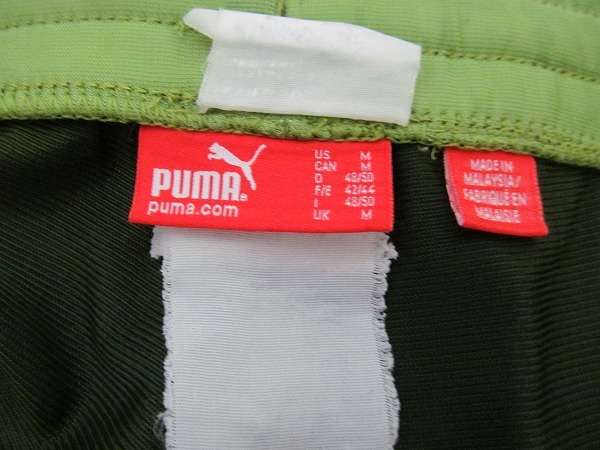 PUMA®
puma.com
US M
CAN M
D 48/50
F/E 42/44
I 48/50
UK M
MADE IN
MALAYSIA/
FABRIQUÉ EN
MALAISIE